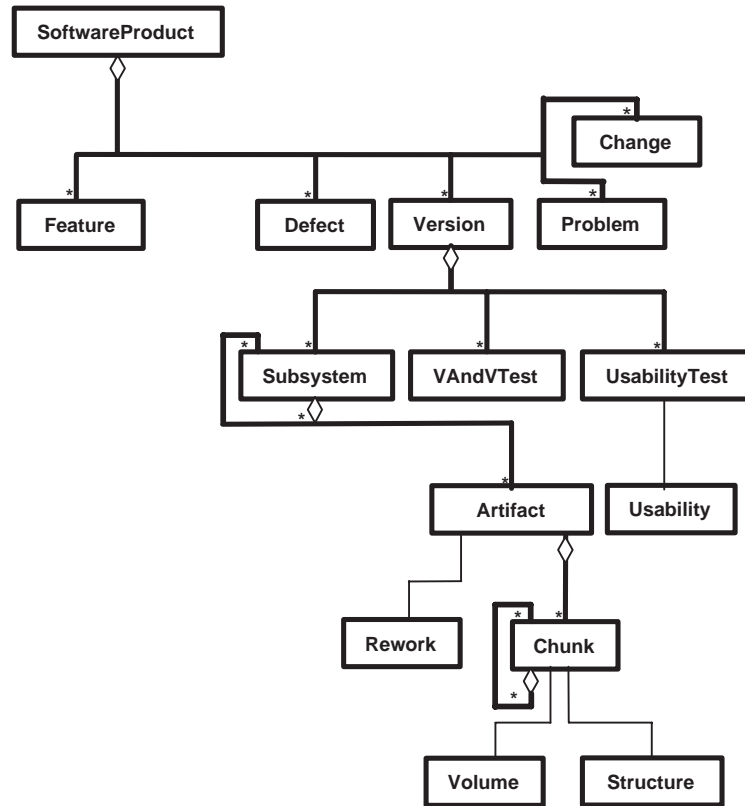 SoftwareProduct
*
Change
* * * *
Feature Defect Version Problem
* * * *
Subsystem VAndVTest UsabilityTest
*
*
Artifact Usability
* *
Rework Chunk
*
Volume Structure